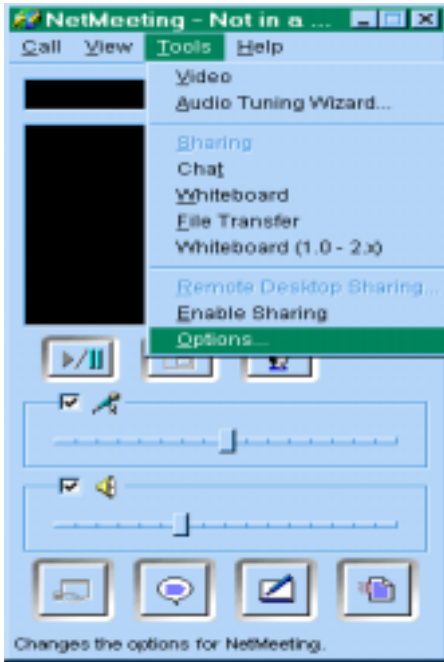 NetMeeting - Not in a ...
Call View Tools Help
Video
Audio Tuning Wizard...
Sharing
Chat
Whiteboard
File Transfer
Whiteboard (1.0 - 2.x)
Remote Desktop Sharing...
Enable Sharing
Options...
Changes the options for NetMeeting.